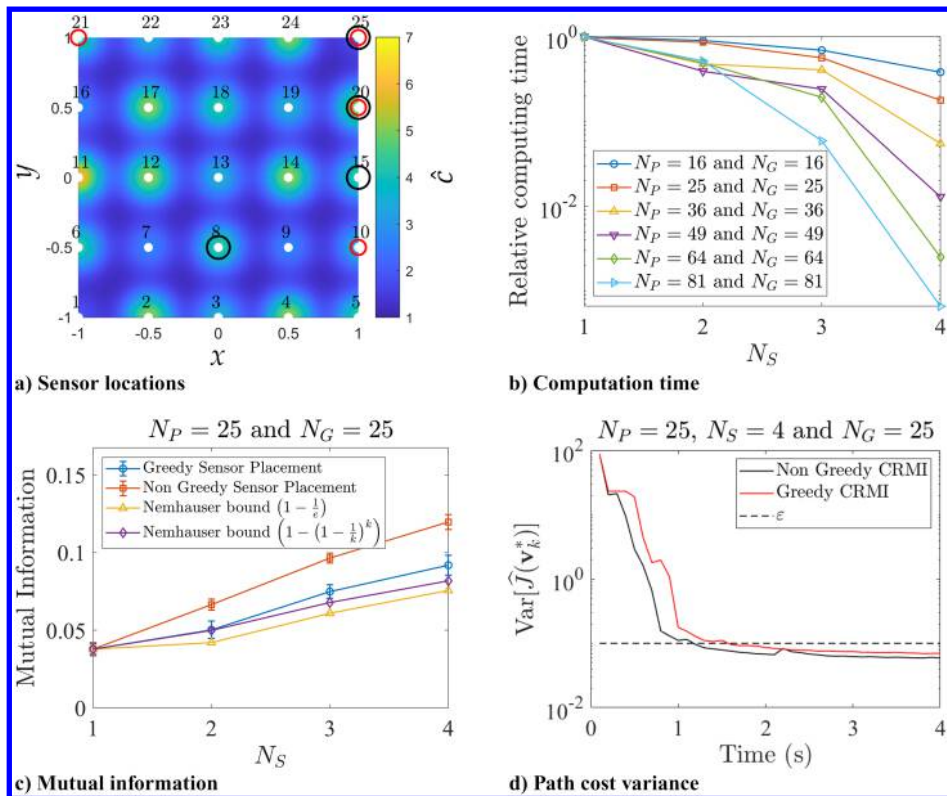 21 22 23 24 25
1
16 17 18 19 20
0.5
11 12 13 14 15
0
6 7 8 9 10
-0.5
1 2 3 4 5
-1
-1 -0.5 0 0.5 1
x
y
7
6
5
4
3
2
1
ĉ
a) Sensor locations
10⁰
10⁻²
Relative computing time
N_P = 16 and N_G = 16
N_P = 25 and N_G = 25
N_P = 36 and N_G = 36
N_P = 49 and N_G = 49
N_P = 64 and N_G = 64
N_P = 81 and N_G = 81
1 2 3 4
N_S
b) Computation time
N_P = 25 and N_G = 25
0.15
0.1
0.05
0
Mutual Information
Greedy Sensor Placement
Non Greedy Sensor Placement
Nemhauser bound (1 − 1/e)
Nemhauser bound (1 − (1 − 1/k)^k)
1 2 3 4
N_S
c) Mutual information
N_P = 25, N_S = 4 and N_G = 25
10²
10⁰
10⁻²
Var[Ĵ(v*_k)]
Non Greedy CRMI
Greedy CRMI
ε
0 1 2 3 4
Time (s)
d) Path cost variance